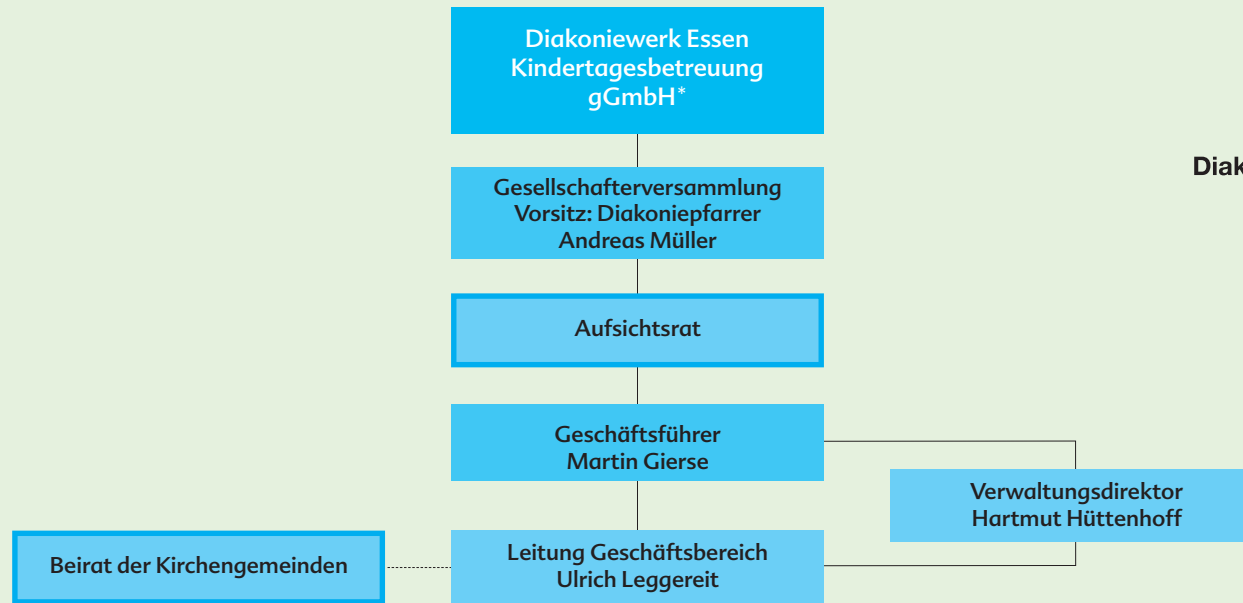 Diakoniewerk Essen
Kindertagesbetreuung
gGmbH*
Diak
Gesellschafterversammlung
Vorsitz: Diakoniepfarrer
Andreas Müller
Aufsichtsrat
Geschäftsführer
Martin Gierse
Verwaltungsdirektor
Hartmut Hüttenhoff
Beirat der Kirchengemeinden
Leitung Geschäftsbereich
Ulrich Leggereit